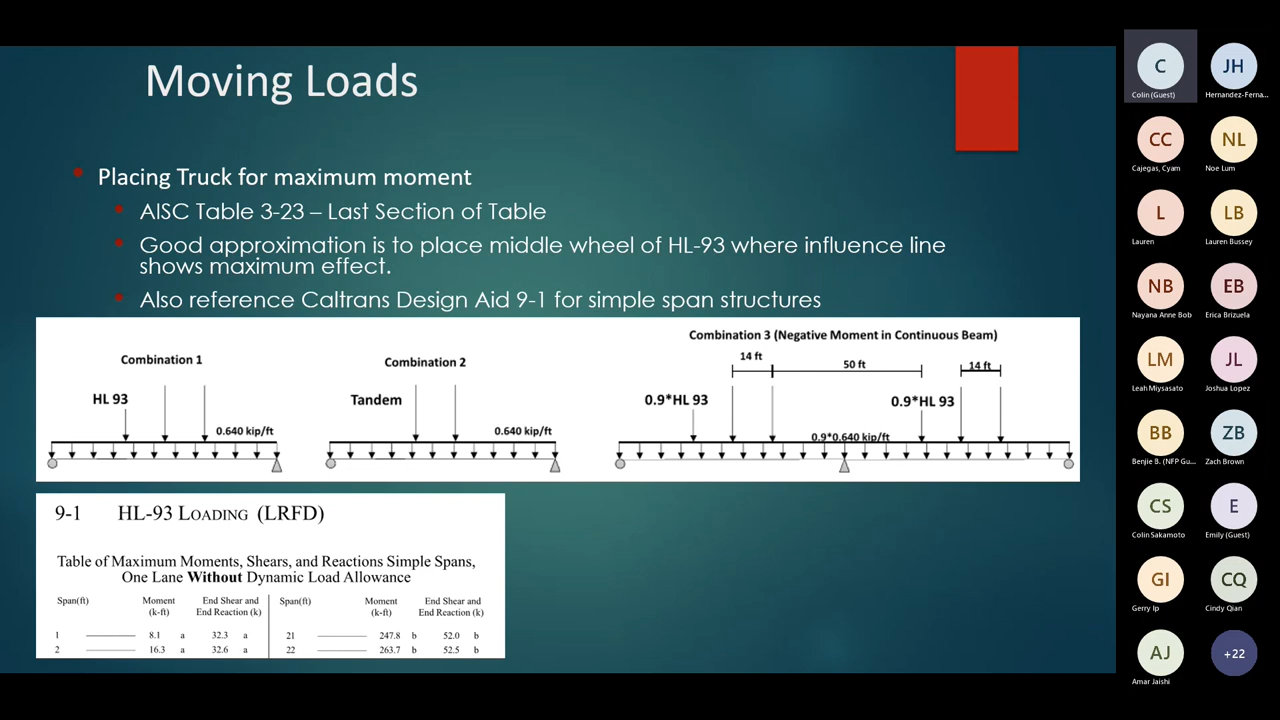 Moving Loads
Placing Truck for maximum moment
AISC Table 3-23 – Last Section of Table
Good approximation is to place middle wheel of HL-93 where influence line
shows maximum effect.
Also reference Caltrans Design Aid 9-1 for simple span structures
Combination 1
HL 93
0.640 kip/ft
Combination 2
Tandem
0.640 kip/ft
Combination 3 (Negative Moment in Continuous Beam)
14 ft
50 ft
14 ft
0.9*HL 93
0.9*HL 93
0.9*0.640 kip/ft
9-1 HL-93 LOADING (LRFD)
Table of Maximum Moments, Shears, and Reactions Simple Spans,
One Lane Without Dynamic Load Allowance
Span(ft) Moment End Shear and Span(ft) Moment End Shear and
(k-ft) End Reaction (k) (k-ft) End Reaction (k)
1 8.1 a 32.3 a 21 247.8 b 52.0 b
2 16.3 a 32.6 a 22 263.7 b 52.5 b
C JH
Colin (Guest) Hernandez-Ferna...
CC NL
Cajegas, Cyam Noe Lum
L LB
Lauren Lauren Bussey
NB EB
Nayana Anne Bob Erica Brizuela
LM JL
Leah Miysasato Joshua Lopez
BB ZB
Benjie B. (NFP Gu... Zach Brown
CS E
Colin Sakamoto Emily (Guest)
GI CQ
Gerry Ip Cindy Qian
AJ +22
Amar Jaishi